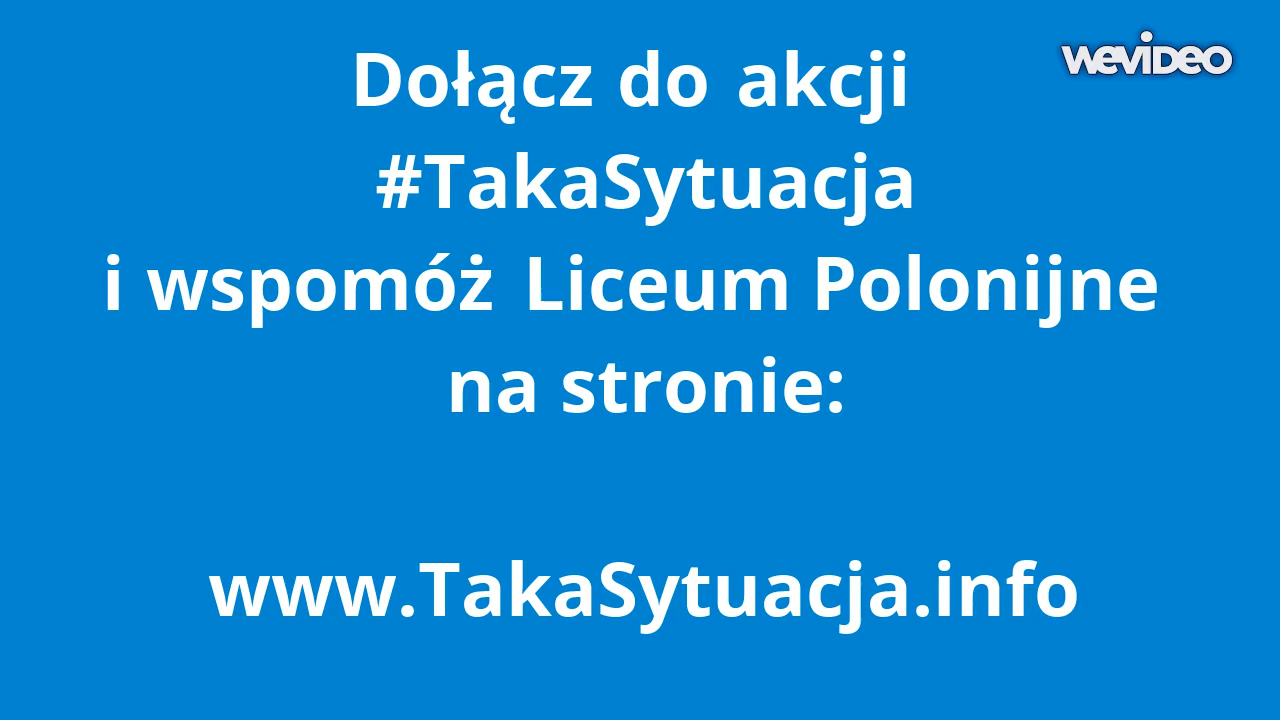 wevideo
Dołącz do akcji
#TakaSytuacja
i wspomóż Liceum Polonijne
na stronie:
www.TakaSytuacja.info